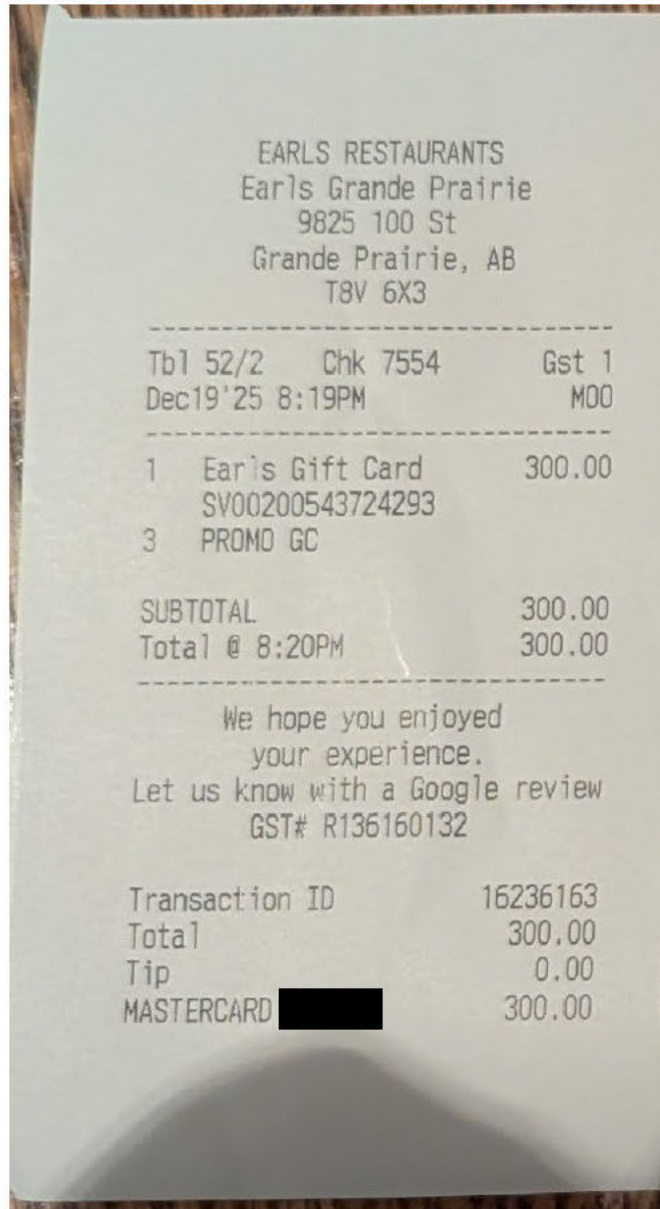 EARLS RESTAURANTS
Earls Grande Prairie
9825 100 St
Grande Prairie, AB
T8V 6X3
--------------------------------
Tbl 52/2 Chk 7554 Gst 1
Dec19'25 8:19PM MOO
--------------------------------
1 Earls Gift Card 300.00
SV00200543724293
3 PROMO GC
SUBTOTAL 300.00
Total @ 8:20PM 300.00
--------------------------------
We hope you enjoyed
your experience.
Let us know with a Google review
GST# R136160132
Transaction ID 16236163
Total 300.00
Tip 0.00
MASTERCARD 300.00